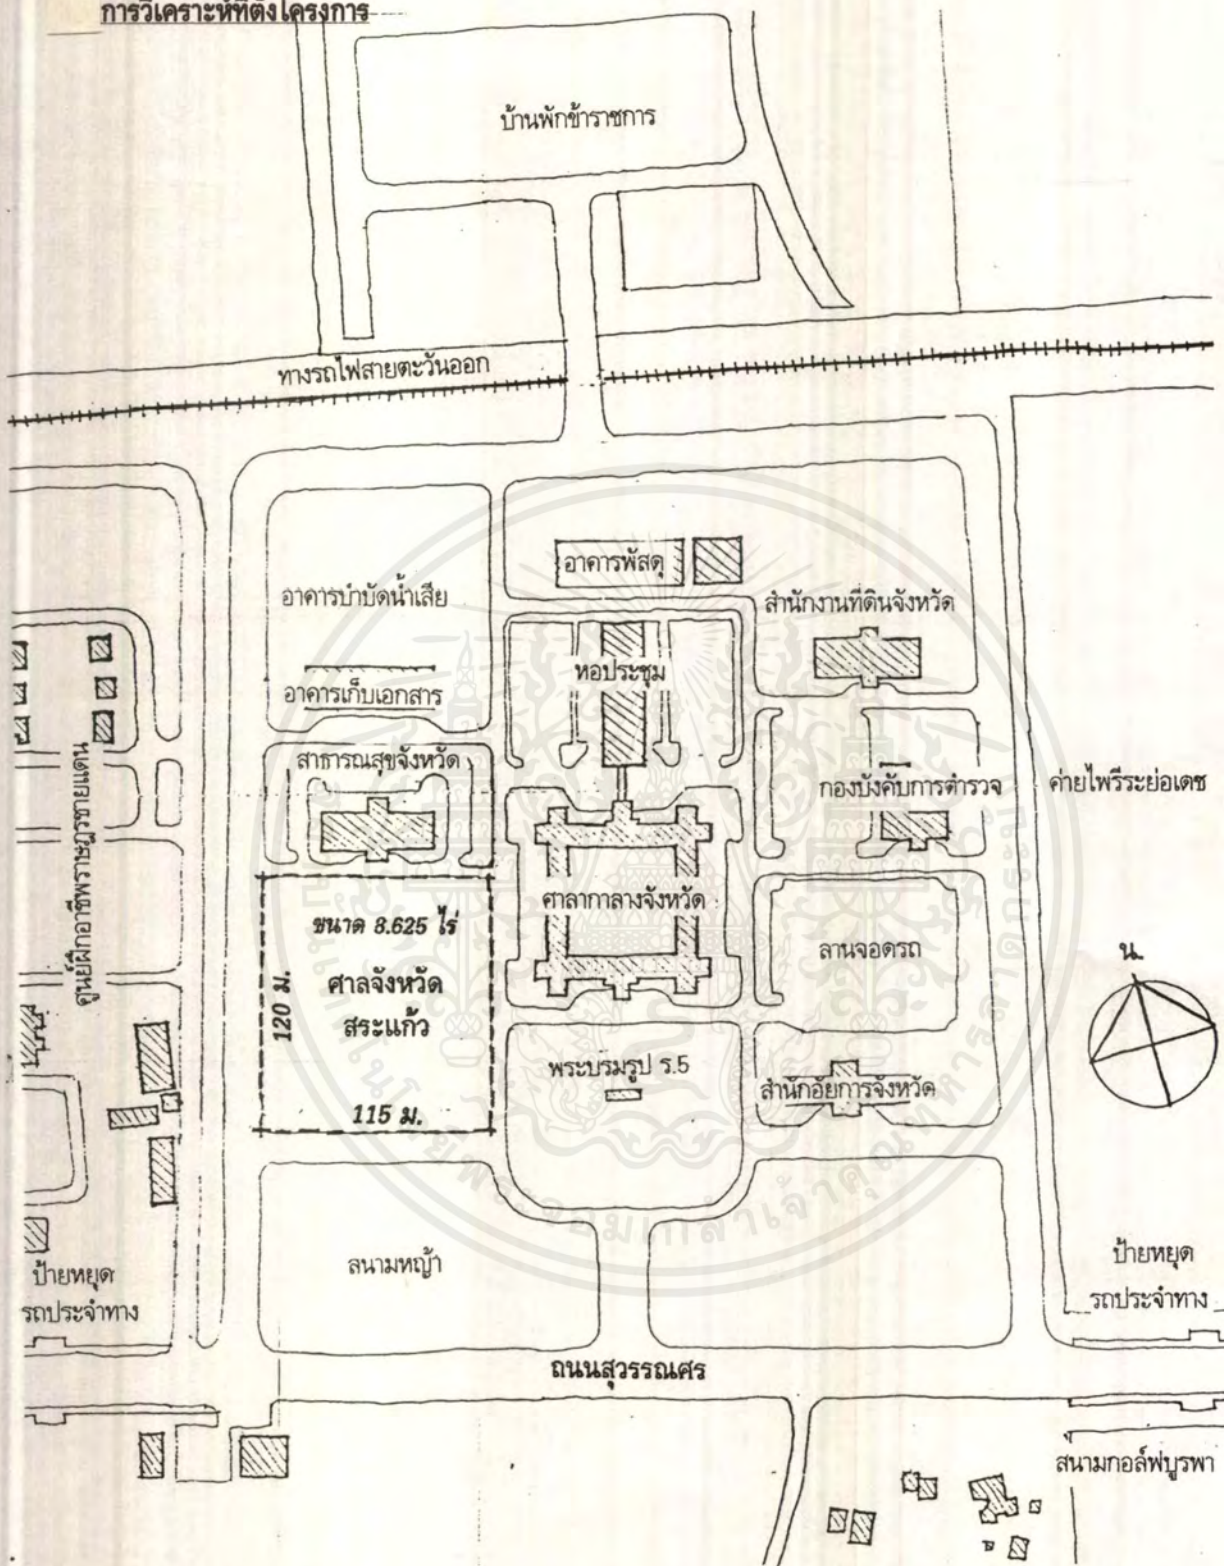 การวิเคราะห์ที่ตั้งโครงการ
บ้านพักข้าราชการ
ทางรถไฟสายตะวันออก
อาคารพัสดุ
อาคารบำบัดน้ำเสีย
สำนักงานที่ดินจังหวัด
หอประชุม
อาคารเก็บเอกสาร
สาธารณสุขจังหวัด
กองบังคับการตำรวจ
ค่ายไพรีระย่อเดช
ศูนย์ฝึกอาชีพราษฎรชายแดน
ศาลากลางจังหวัด
ขนาด 8.625 ไร่
ศาลจังหวัด
สระแก้ว
120 ม.
115 ม.
ลานจอดรถ
น.
พระบรมรูป ร.5
สำนักอัยการจังหวัด
สนามหญ้า
ป้ายหยุด
รถประจำทาง
ป้ายหยุด
รถประจำทาง
ถนนสุวรรณศร
สนามกอล์ฟบูรพา